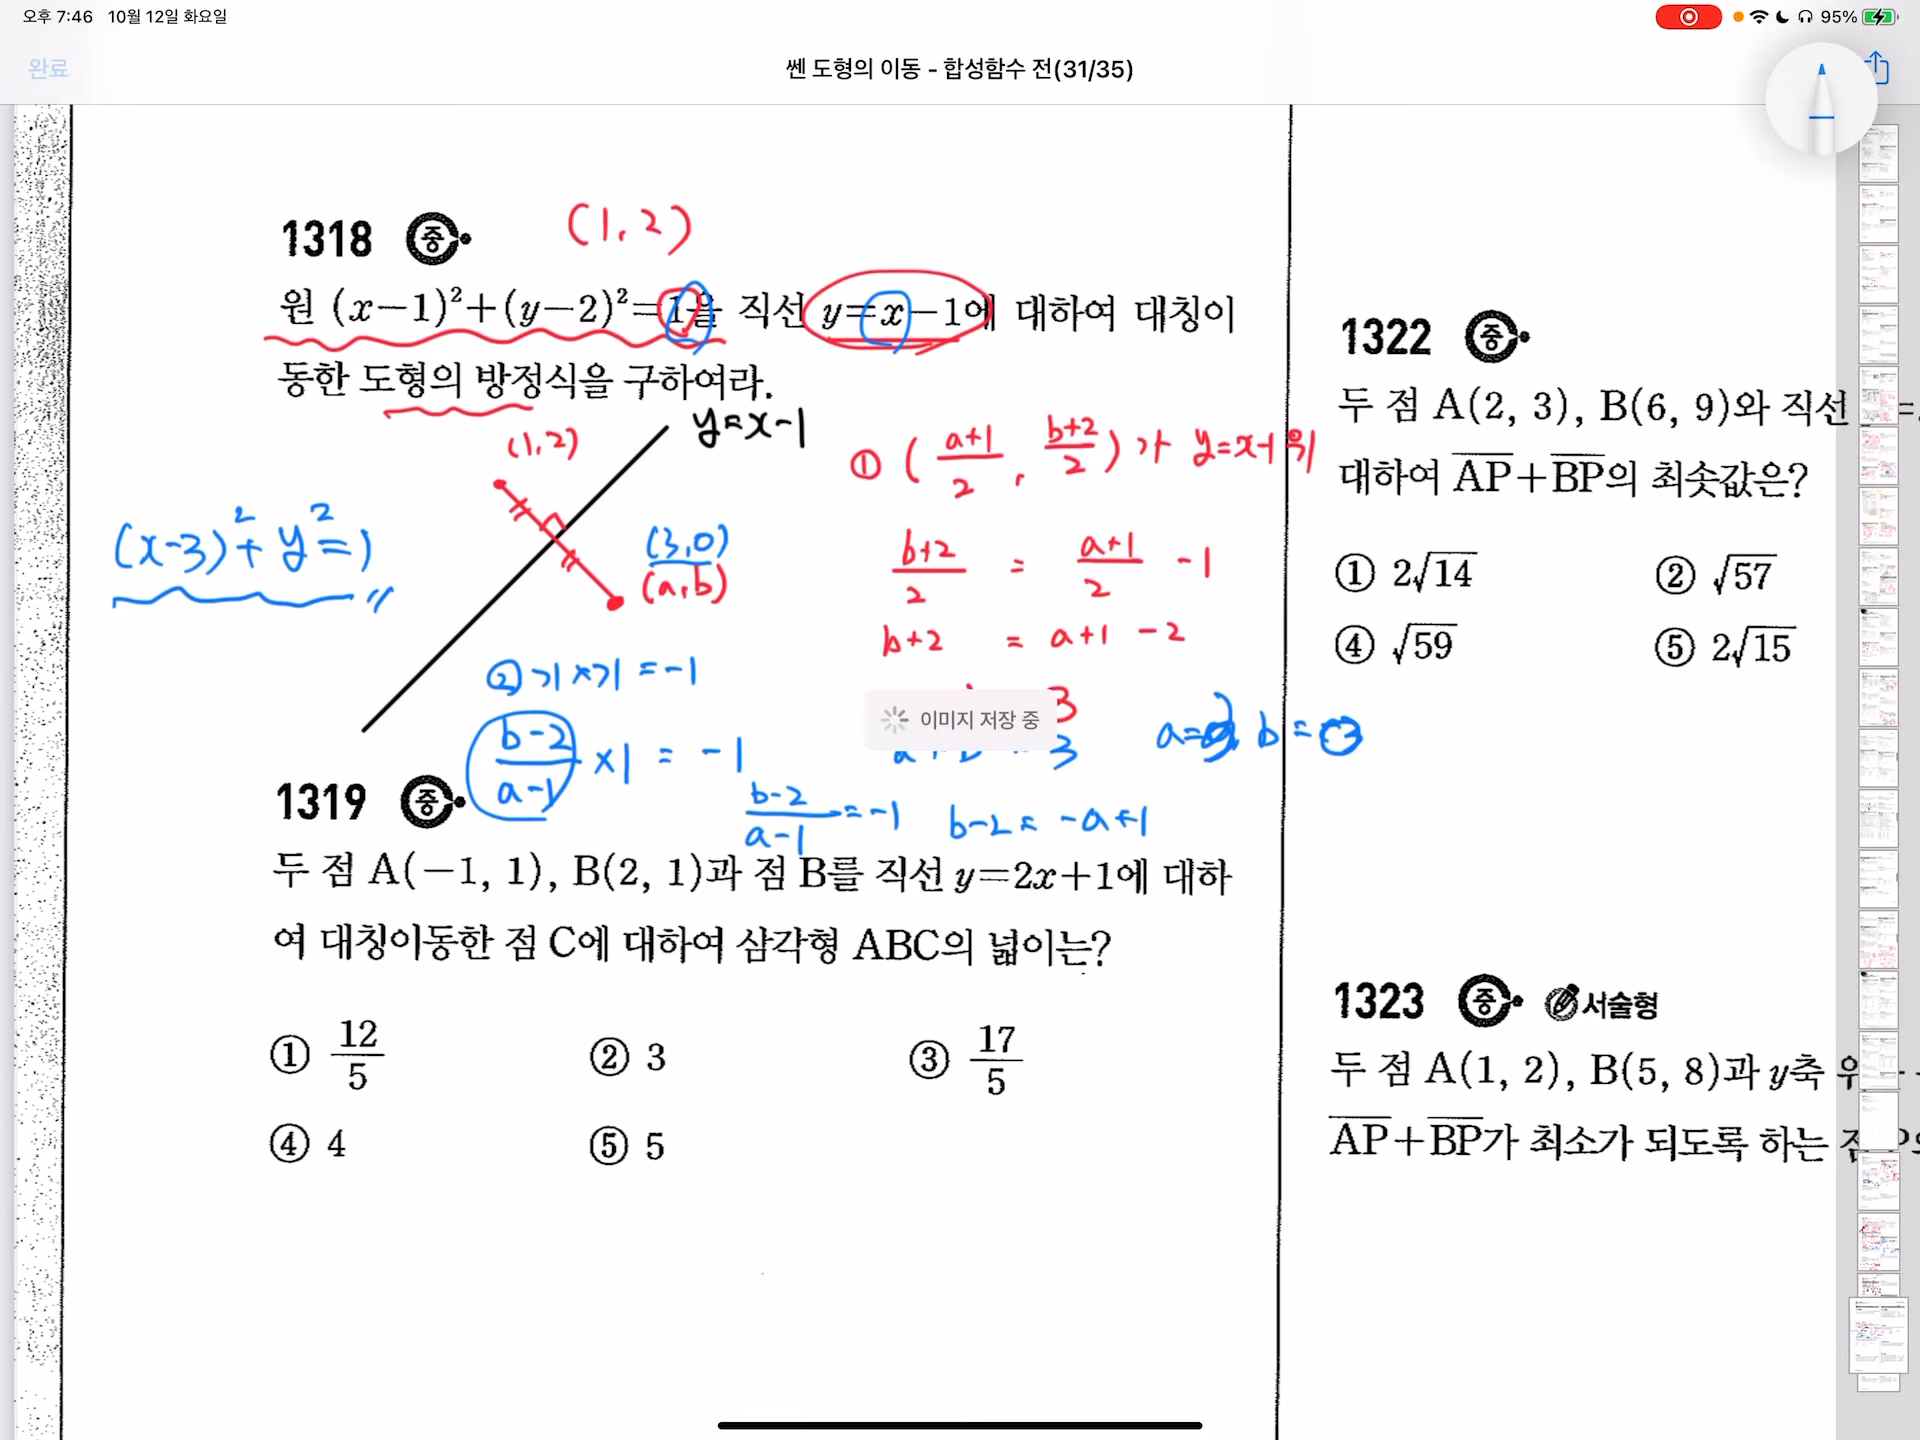 오후 7:46 10월 12일 화요일
95%
완료
쎈 도형의 이동 - 합성함수 전(31/35)
1318 중
(1, 2)
원 (x-1)²+(y-2)²=1을 직선 y=x-1에 대하여 대칭이
동한 도형의 방정식을 구하여라.
y=x-1
(1,2)
① (a+1/2, b+2/2)가 y=x-1위
(x-3)²+y²=1
(3,0)
(a,b)
b+2/2 = a+1/2 -1
b+2 = a+1 -2
② 기×기 = -1
3
이미지 저장 중
b-2/a-1 ×1 = -1
3
b-2/a-1 = -1
b-2 = -a+1
1319 중
두 점 A(-1, 1), B(2, 1)과 점 B를 직선 y=2x+1에 대하
여 대칭이동한 점 C에 대하여 삼각형 ABC의 넓이는?
① 12/5 ② 3 ③ 17/5
④ 4 ⑤ 5
1322 중
두 점 A(2, 3), B(6, 9)와 직선
대하여 AP+BP의 최솟값은?
① 2√14 ② √57
④ √59 ⑤ 2√15
1323 중 서술형
두 점 A(1, 2), B(5, 8)과 y축
AP+BP가 최소가 되도록 하는